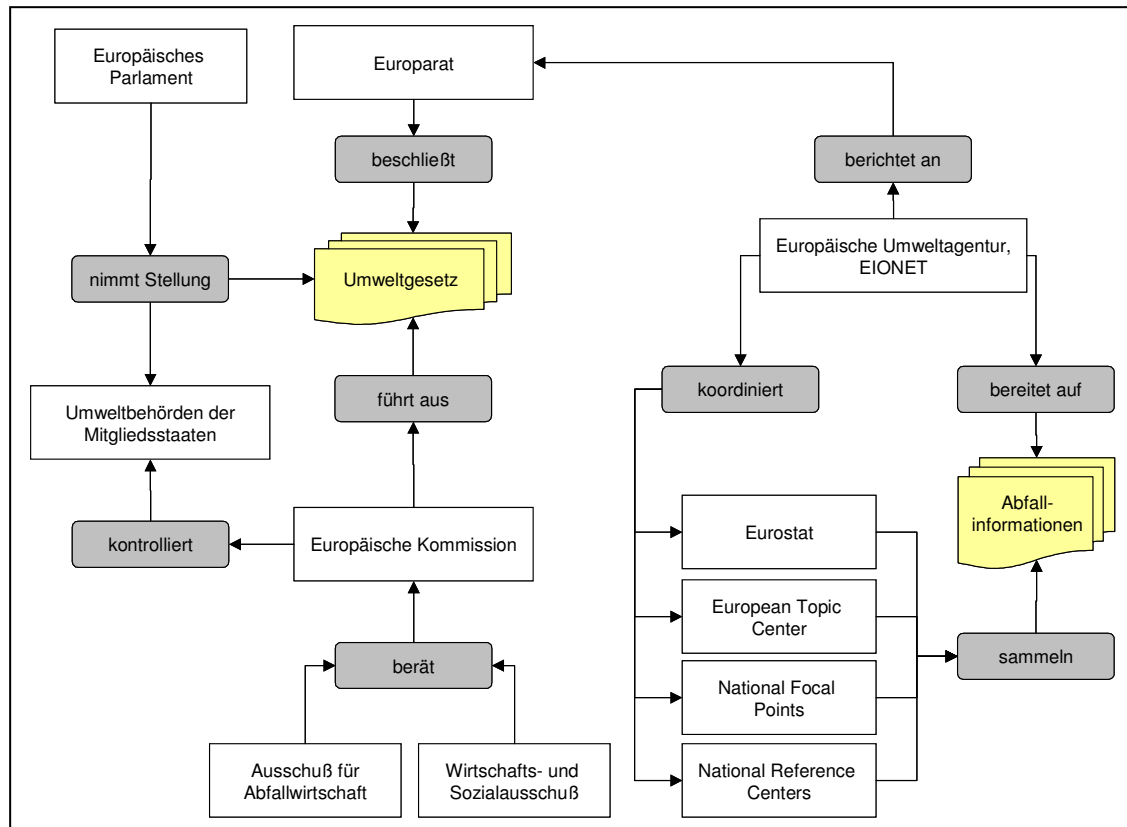 Europäisches
Parlament
Europarat
beschließt
berichtet an
nimmt Stellung
Umweltgesetz
Europäische Umweltagentur,
EIONET
Umweltbehörden der
Mitgliedsstaaten
führt aus
koordiniert
bereitet auf
kontrolliert
Europäische Kommission
Eurostat
Abfall-
informationen
European Topic
Center
berät
sammeln
National Focal
Points
Ausschuß für
Abfallwirtschaft
Wirtschafts- und
Sozialausschuß
National Reference
Centers